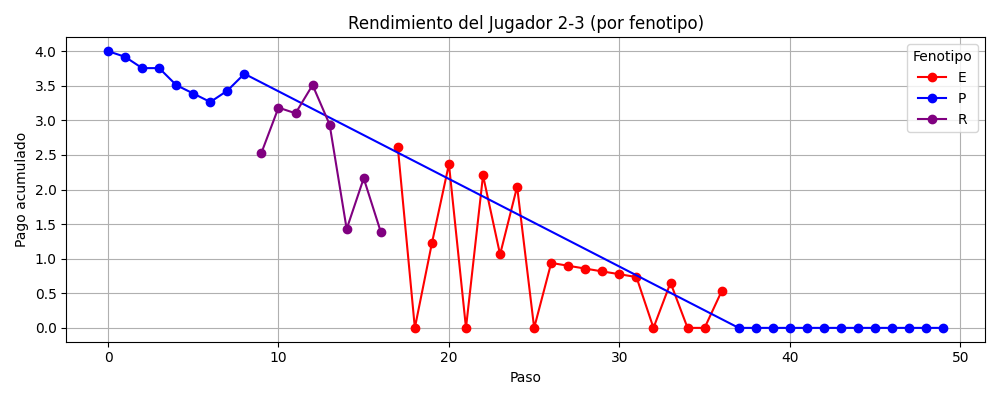 Rendimiento del Jugador 2-3 (por fenotipo)
Pago acumulado
4.0
3.5
3.0
2.5
2.0
1.5
1.0
0.5
0.0
Fenotipo
E
P
R
0 10 20 30 40 50
Paso